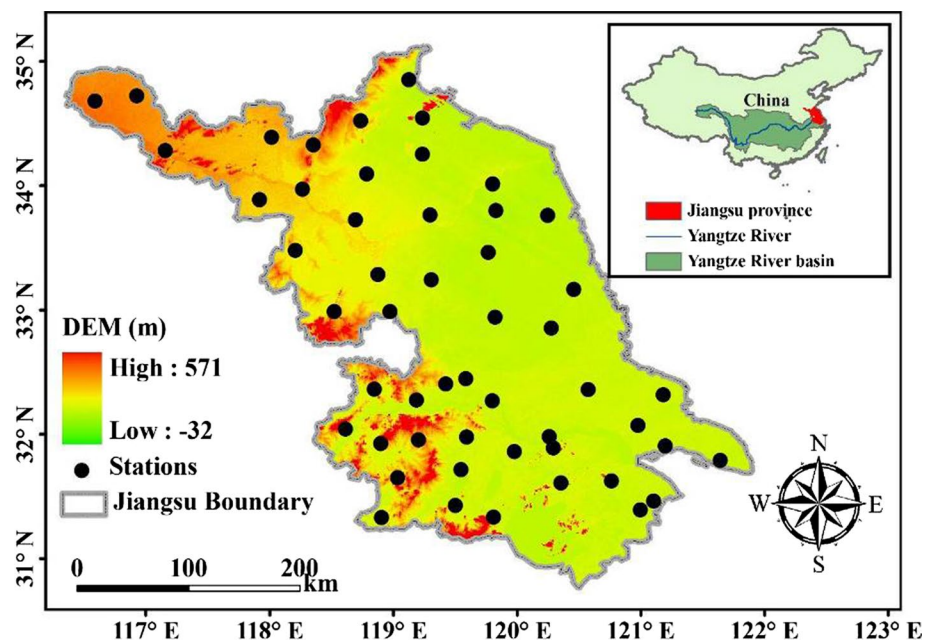 35° N
34° N
33° N
32° N
31° N
China
Jiangsu province
Yangtze River
Yangtze River basin
DEM (m)
High : 571
Low : -32
Stations
Jiangsu Boundary
0 100 200 km
N
W E
S
117° E 118° E 119° E 120° E 121° E 122° E 123° E